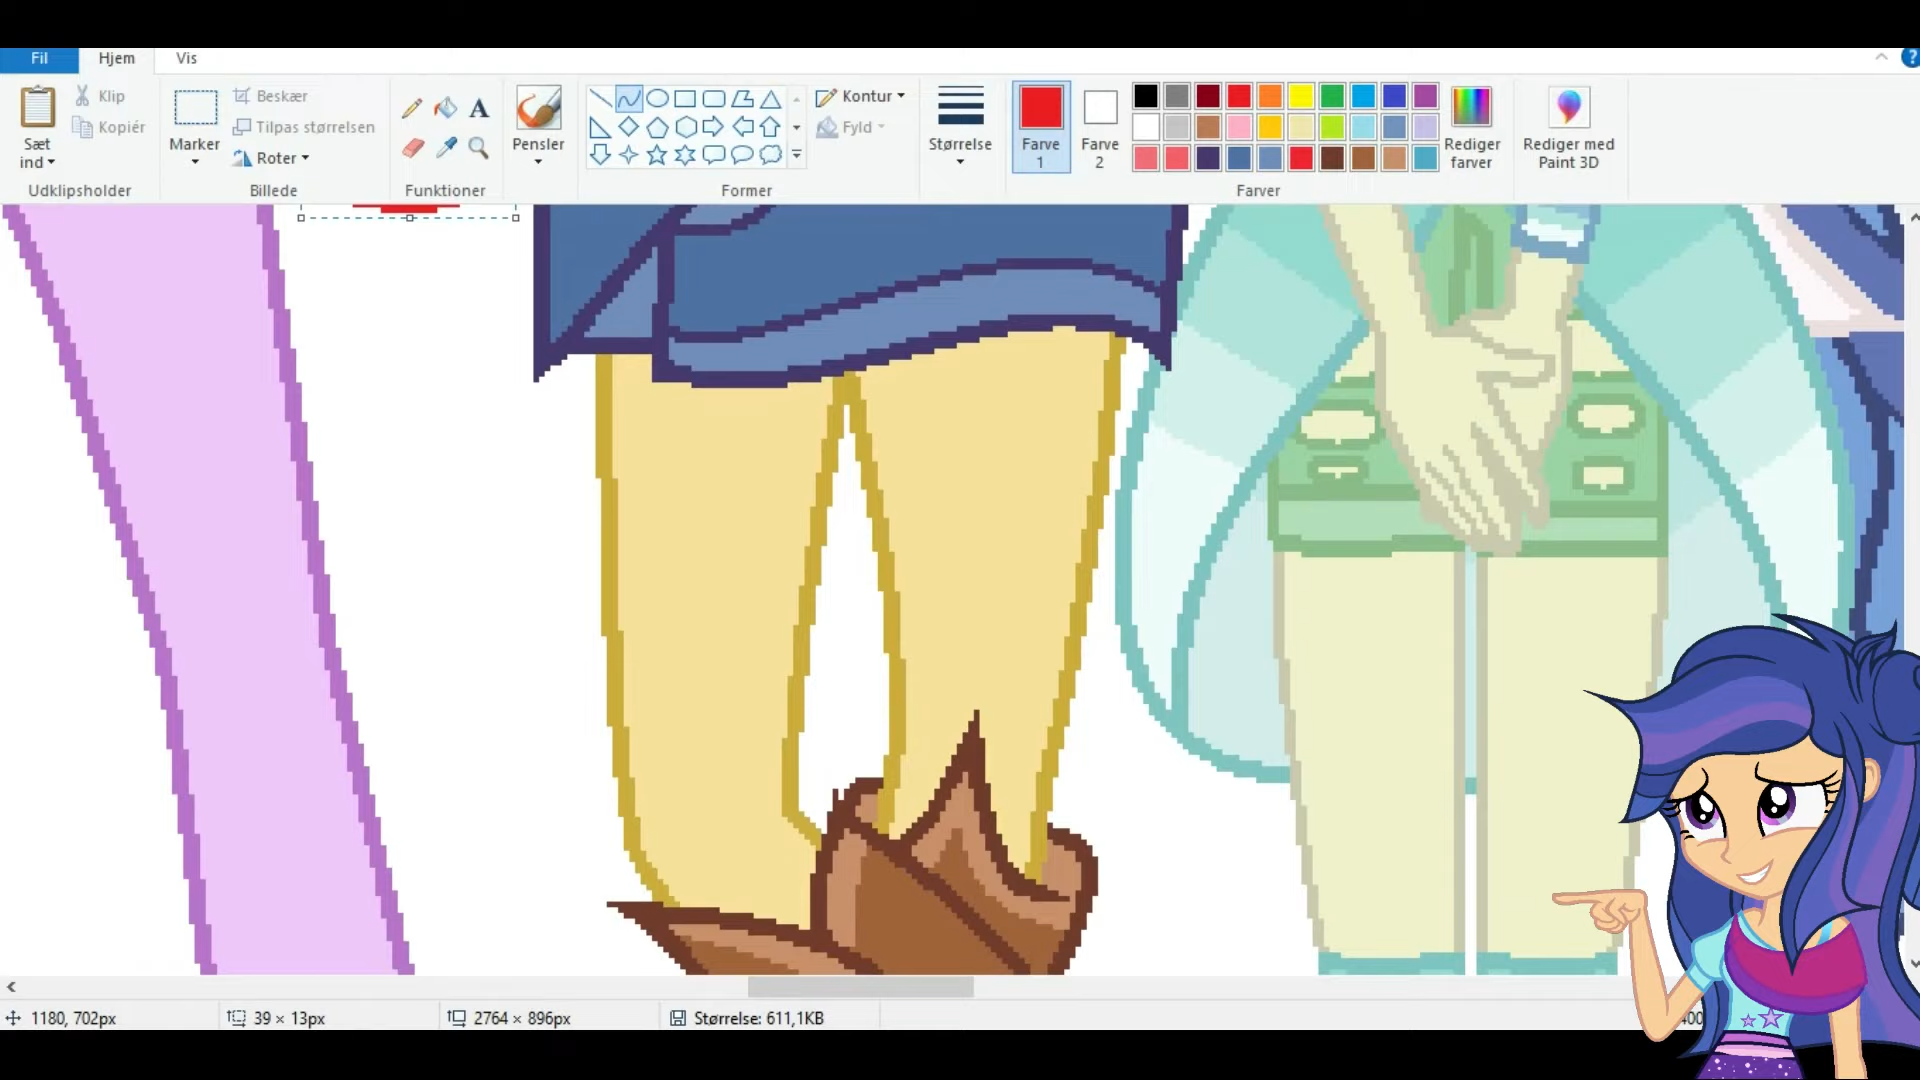 Fil Hjem Vis
Sæt ind
Klip
Kopiér
Udklipsholder
Marker
Beskær
Tilpas størrelsen
Roter
Billede
A
Funktioner
Pensler
Kontur
Fyld
Former
Størrelse
Farve 1
Farve 2
Rediger farver
Farver
Rediger med Paint 3D
?
1180, 702px
39 × 13px
2764 × 896px
Størrelse: 611,1KB